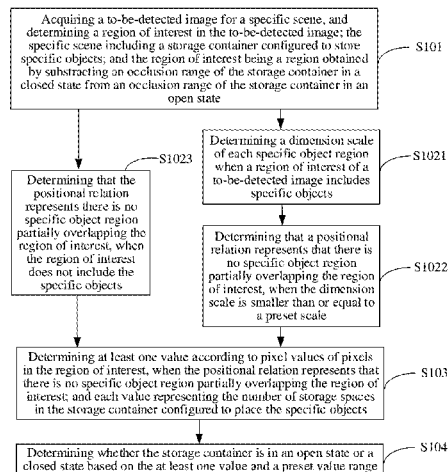 Acquiring a to-be-detected image for a specific scene, and
determining a region of interest in the to-be-detected image; the
specific scene including a storage container configured to store
specific objects; and the region of interest being a region obtained
by substracting an occlusion range of the storage container in a
closed state from an occlusion range of the storage container in an
open state
S101
S1023
Determining that the
positional relation
represents there is no
specific object region
partially overlapping the
region of interest, when
the region of interest
does not include the
specific objects
Determining a dimension scale
of each specific object region
when a region of interest of a
to-be-detected image includes
specific objects
S1021
Determining that a positional
relation represents that there is
no specific object region
partially overlapping the region
of interest, when the dimension
scale is smaller than or equal to
a preset scale
S1022
Determining at least one value according to pixel values of pixels
in the region of interest, when the positional relation represents that
there is no specific object region partially overlapping the region of
interest; and each value representing the number of storage spaces
in the storage container configured to place the specific objects
S103
Determining whether the storage container is in an open state or a
closed state based on the at least one value and a preset value range
S104